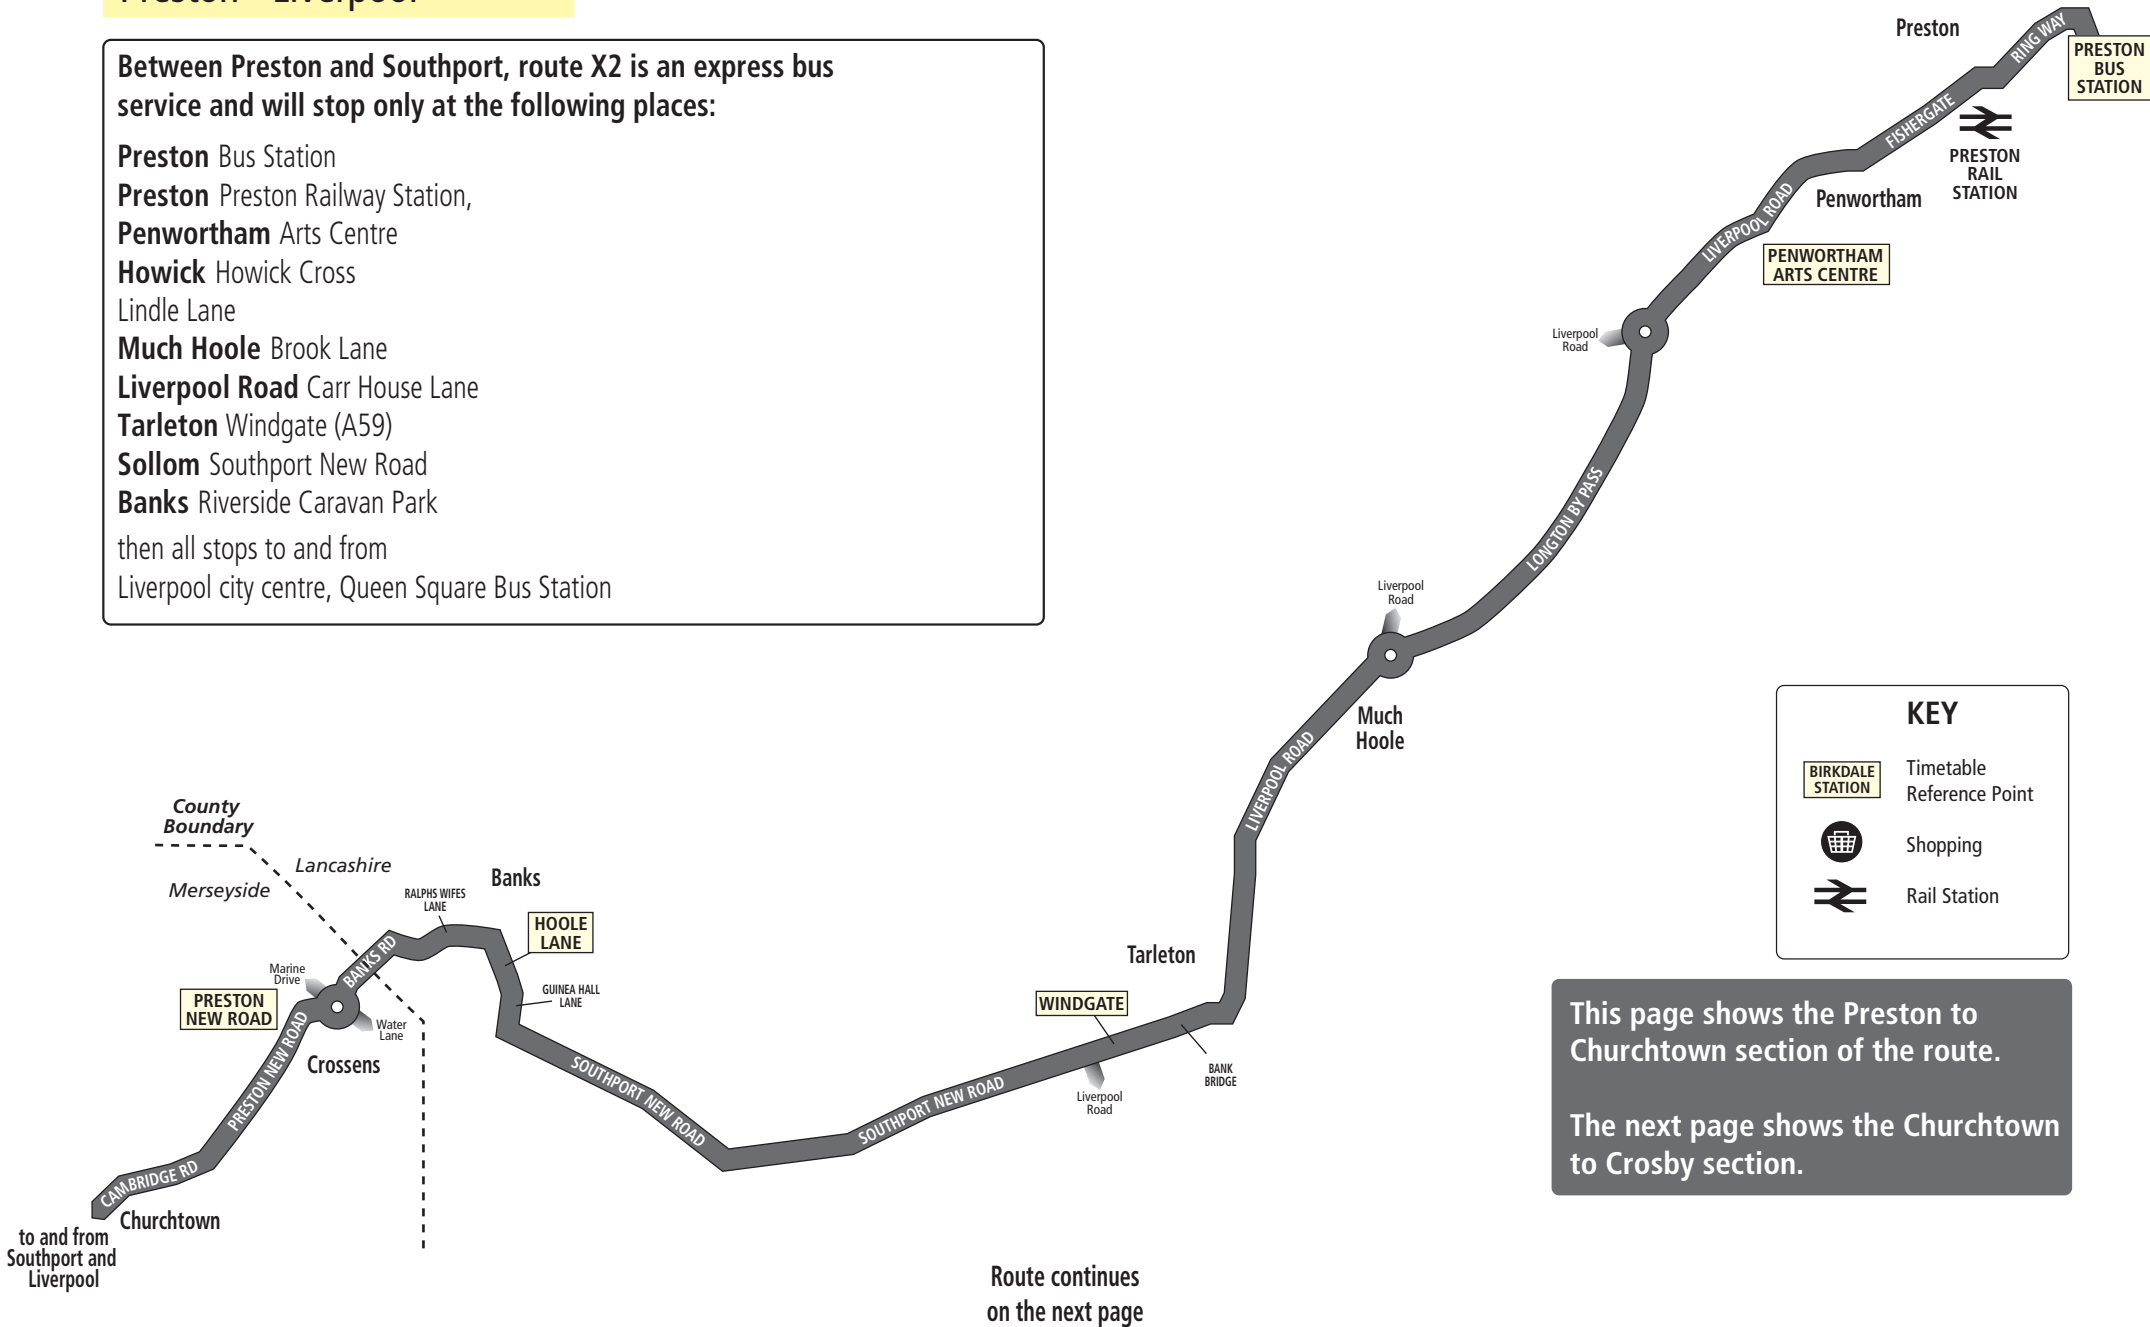 Preston - Liverpool
Between Preston and Southport, route X2 is an express bus
service and will stop only at the following places:
Preston Bus Station
Preston Preston Railway Station,
Penwortham Arts Centre
Howick Howick Cross
Lindle Lane
Much Hoole Brook Lane
Liverpool Road Carr House Lane
Tarleton Windgate (A59)
Sollom Southport New Road
Banks Riverside Caravan Park
then all stops to and from
Liverpool city centre, Queen Square Bus Station
Preston
RING WAY
PRESTON
BUS
STATION
FISHERGATE
PRESTON
RAIL
STATION
Penwortham
LIVERPOOL ROAD
PENWORTHAM
ARTS CENTRE
Liverpool
Road
LONGTON BY PASS
Liverpool
Road
Much
Hoole
LIVERPOOL ROAD
KEY
BIRKDALE
STATION
Timetable
Reference Point
Shopping
Rail Station
County
Boundary
Lancashire
Merseyside
RALPHS WIFES
LANE
Banks
HOOLE
LANE
BANKS RD
Marine
Drive
PRESTON
NEW ROAD
Water
Lane
GUINEA HALL
LANE
Crossens
PRESTON NEW ROAD
SOUTHPORT NEW ROAD
Tarleton
WINDGATE
BANK
BRIDGE
Liverpool
Road
SOUTHPORT NEW ROAD
CAMBRIDGE RD
Churchtown
to and from
Southport and
Liverpool
This page shows the Preston to
Churchtown section of the route.
The next page shows the Churchtown
to Crosby section.
Route continues
on the next page